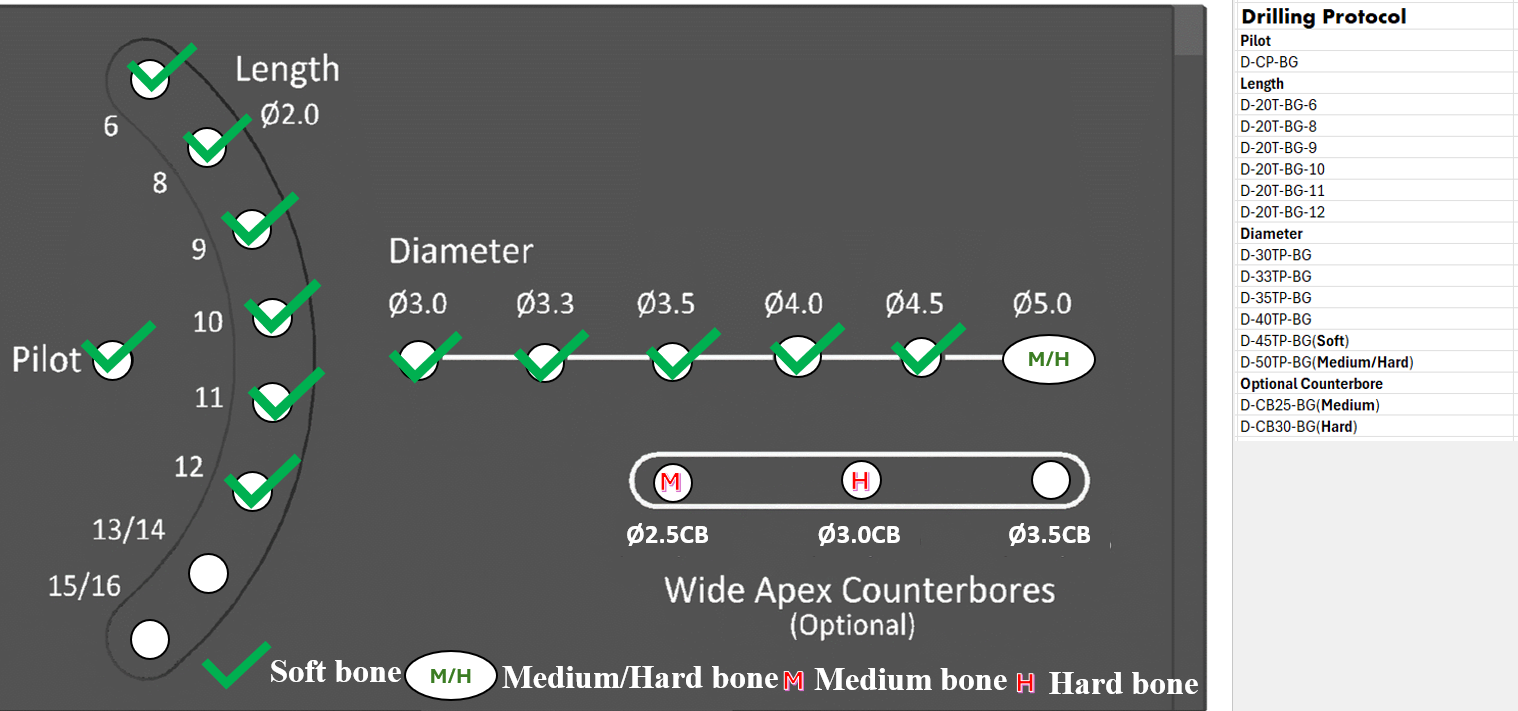 Length
Ø2.0
6
8
9
10
11
12
13/14
15/16
Pilot
Diameter
Ø3.0 Ø3.3 Ø3.5 Ø4.0 Ø4.5 Ø5.0
M/H
M H
Ø2.5CB Ø3.0CB Ø3.5CB
Wide Apex Counterbores
(Optional)
Soft bone M/H Medium/Hard bone M Medium bone H Hard bone
Drilling Protocol
Pilot
D-CP-BG
Length
D-20T-BG-6
D-20T-BG-8
D-20T-BG-9
D-20T-BG-10
D-20T-BG-11
D-20T-BG-12
Diameter
D-30TP-BG
D-33TP-BG
D-35TP-BG
D-40TP-BG
D-45TP-BG(Soft)
D-50TP-BG(Medium/Hard)
Optional Counterbore
D-CB25-BG(Medium)
D-CB30-BG(Hard)